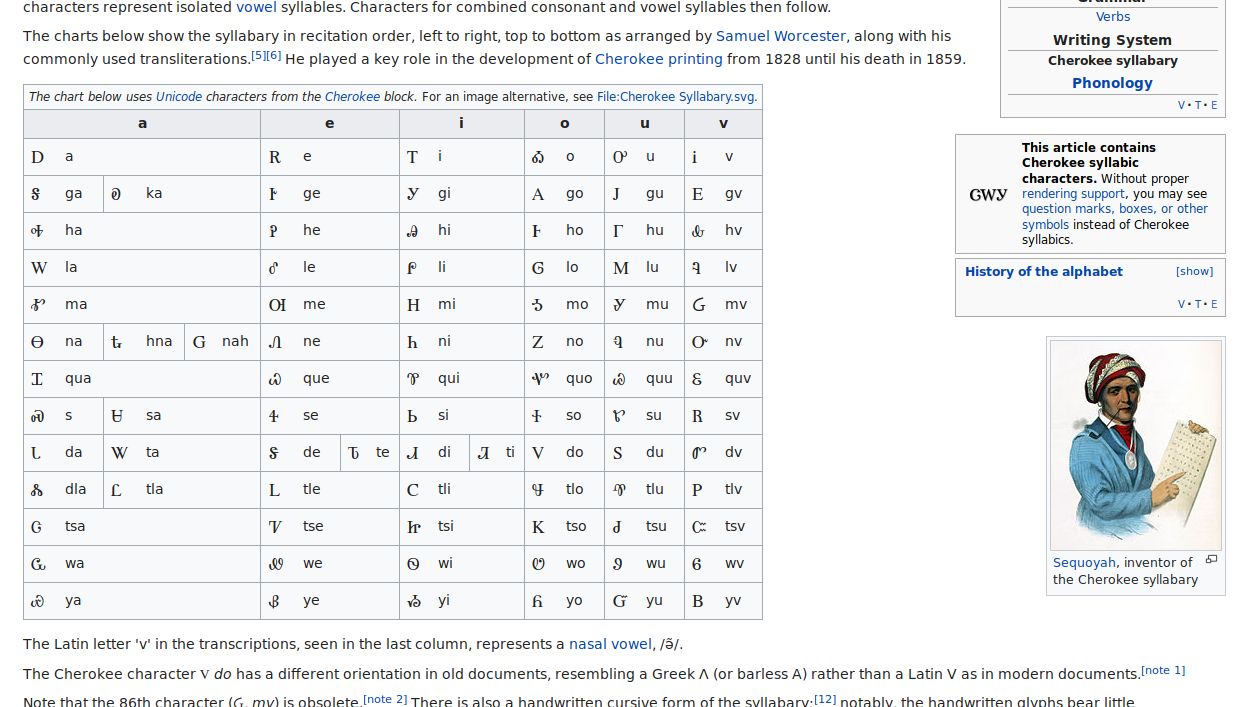 characters represent isolated vowel syllables. Characters for combined consonant and vowel syllables then follow.
The charts below show the syllabary in recitation order, left to right, top to bottom as arranged by Samuel Worcester, along with his
commonly used transliterations.[5][6] He played a key role in the development of Cherokee printing from 1828 until his death in 1859.
The chart below uses Unicode characters from the Cherokee block. For an image alternative, see File:Cherokee Syllabary.svg.
a e i o u v
Ꭰ a Ꭱ e Ꭲ i Ꭳ o Ꭴ u Ꭵ v
Ꭶ ga Ꭷ ka Ꭸ ge Ꭹ gi Ꭺ go Ꭻ gu Ꭼ gv
Ꭽ ha Ꭾ he Ꭿ hi Ꮀ ho Ꮁ hu Ꮂ hv
Ꮃ la Ꮄ le Ꮅ li Ꮆ lo Ꮇ lu Ꮈ lv
Ꮉ ma Ꮊ me Ꮋ mi Ꮌ mo Ꮍ mu Ᏽ mv
Ꮎ na Ꮏ hna Ꮐ nah Ꮑ ne Ꮒ ni Ꮓ no Ꮔ nu Ꮕ nv
Ꮖ qua Ꮗ que Ꮘ qui Ꮙ quo Ꮚ quu Ꮛ quv
Ꮝ s Ꮜ sa Ꮞ se Ꮟ si Ꮠ so Ꮡ su Ꮢ sv
Ꮣ da Ꮤ ta Ꮥ de Ꮦ te Ꮧ di Ꮨ ti Ꮩ do Ꮪ du Ꮫ dv
Ꮬ dla Ꮭ tla Ꮮ tle Ꮯ tli Ꮰ tlo Ꮱ tlu Ꮲ tlv
Ꮳ tsa Ꮴ tse Ꮵ tsi Ꮶ tso Ꮷ tsu Ꮸ tsv
Ꮹ wa Ꮺ we Ꮻ wi Ꮼ wo Ꮽ wu Ꮾ wv
Ꮿ ya Ᏸ ye Ᏹ yi Ᏺ yo Ᏻ yu Ᏼ yv
The Latin letter 'v' in the transcriptions, seen in the last column, represents a nasal vowel, /ə̃/.
The Cherokee character Ꮩ do has a different orientation in old documents, resembling a Greek Λ (or barless A) rather than a Latin V as in modern documents.[note 1]
Note that the 86th character (Ᏽ, mv) is obsolete.[note 2] There is also a handwritten cursive form of the syllabary;[12] notably, the handwritten glyphs bear little
Grammar
Verbs
Writing System
Cherokee syllabary
Phonology
V • T • E
ᏣᎳᎩ
This article contains
Cherokee syllabic
characters. Without proper
rendering support, you may see
question marks, boxes, or other
symbols instead of Cherokee
syllabics.
History of the alphabet [show]
V • T • E
Sequoyah, inventor of
the Cherokee syllabary